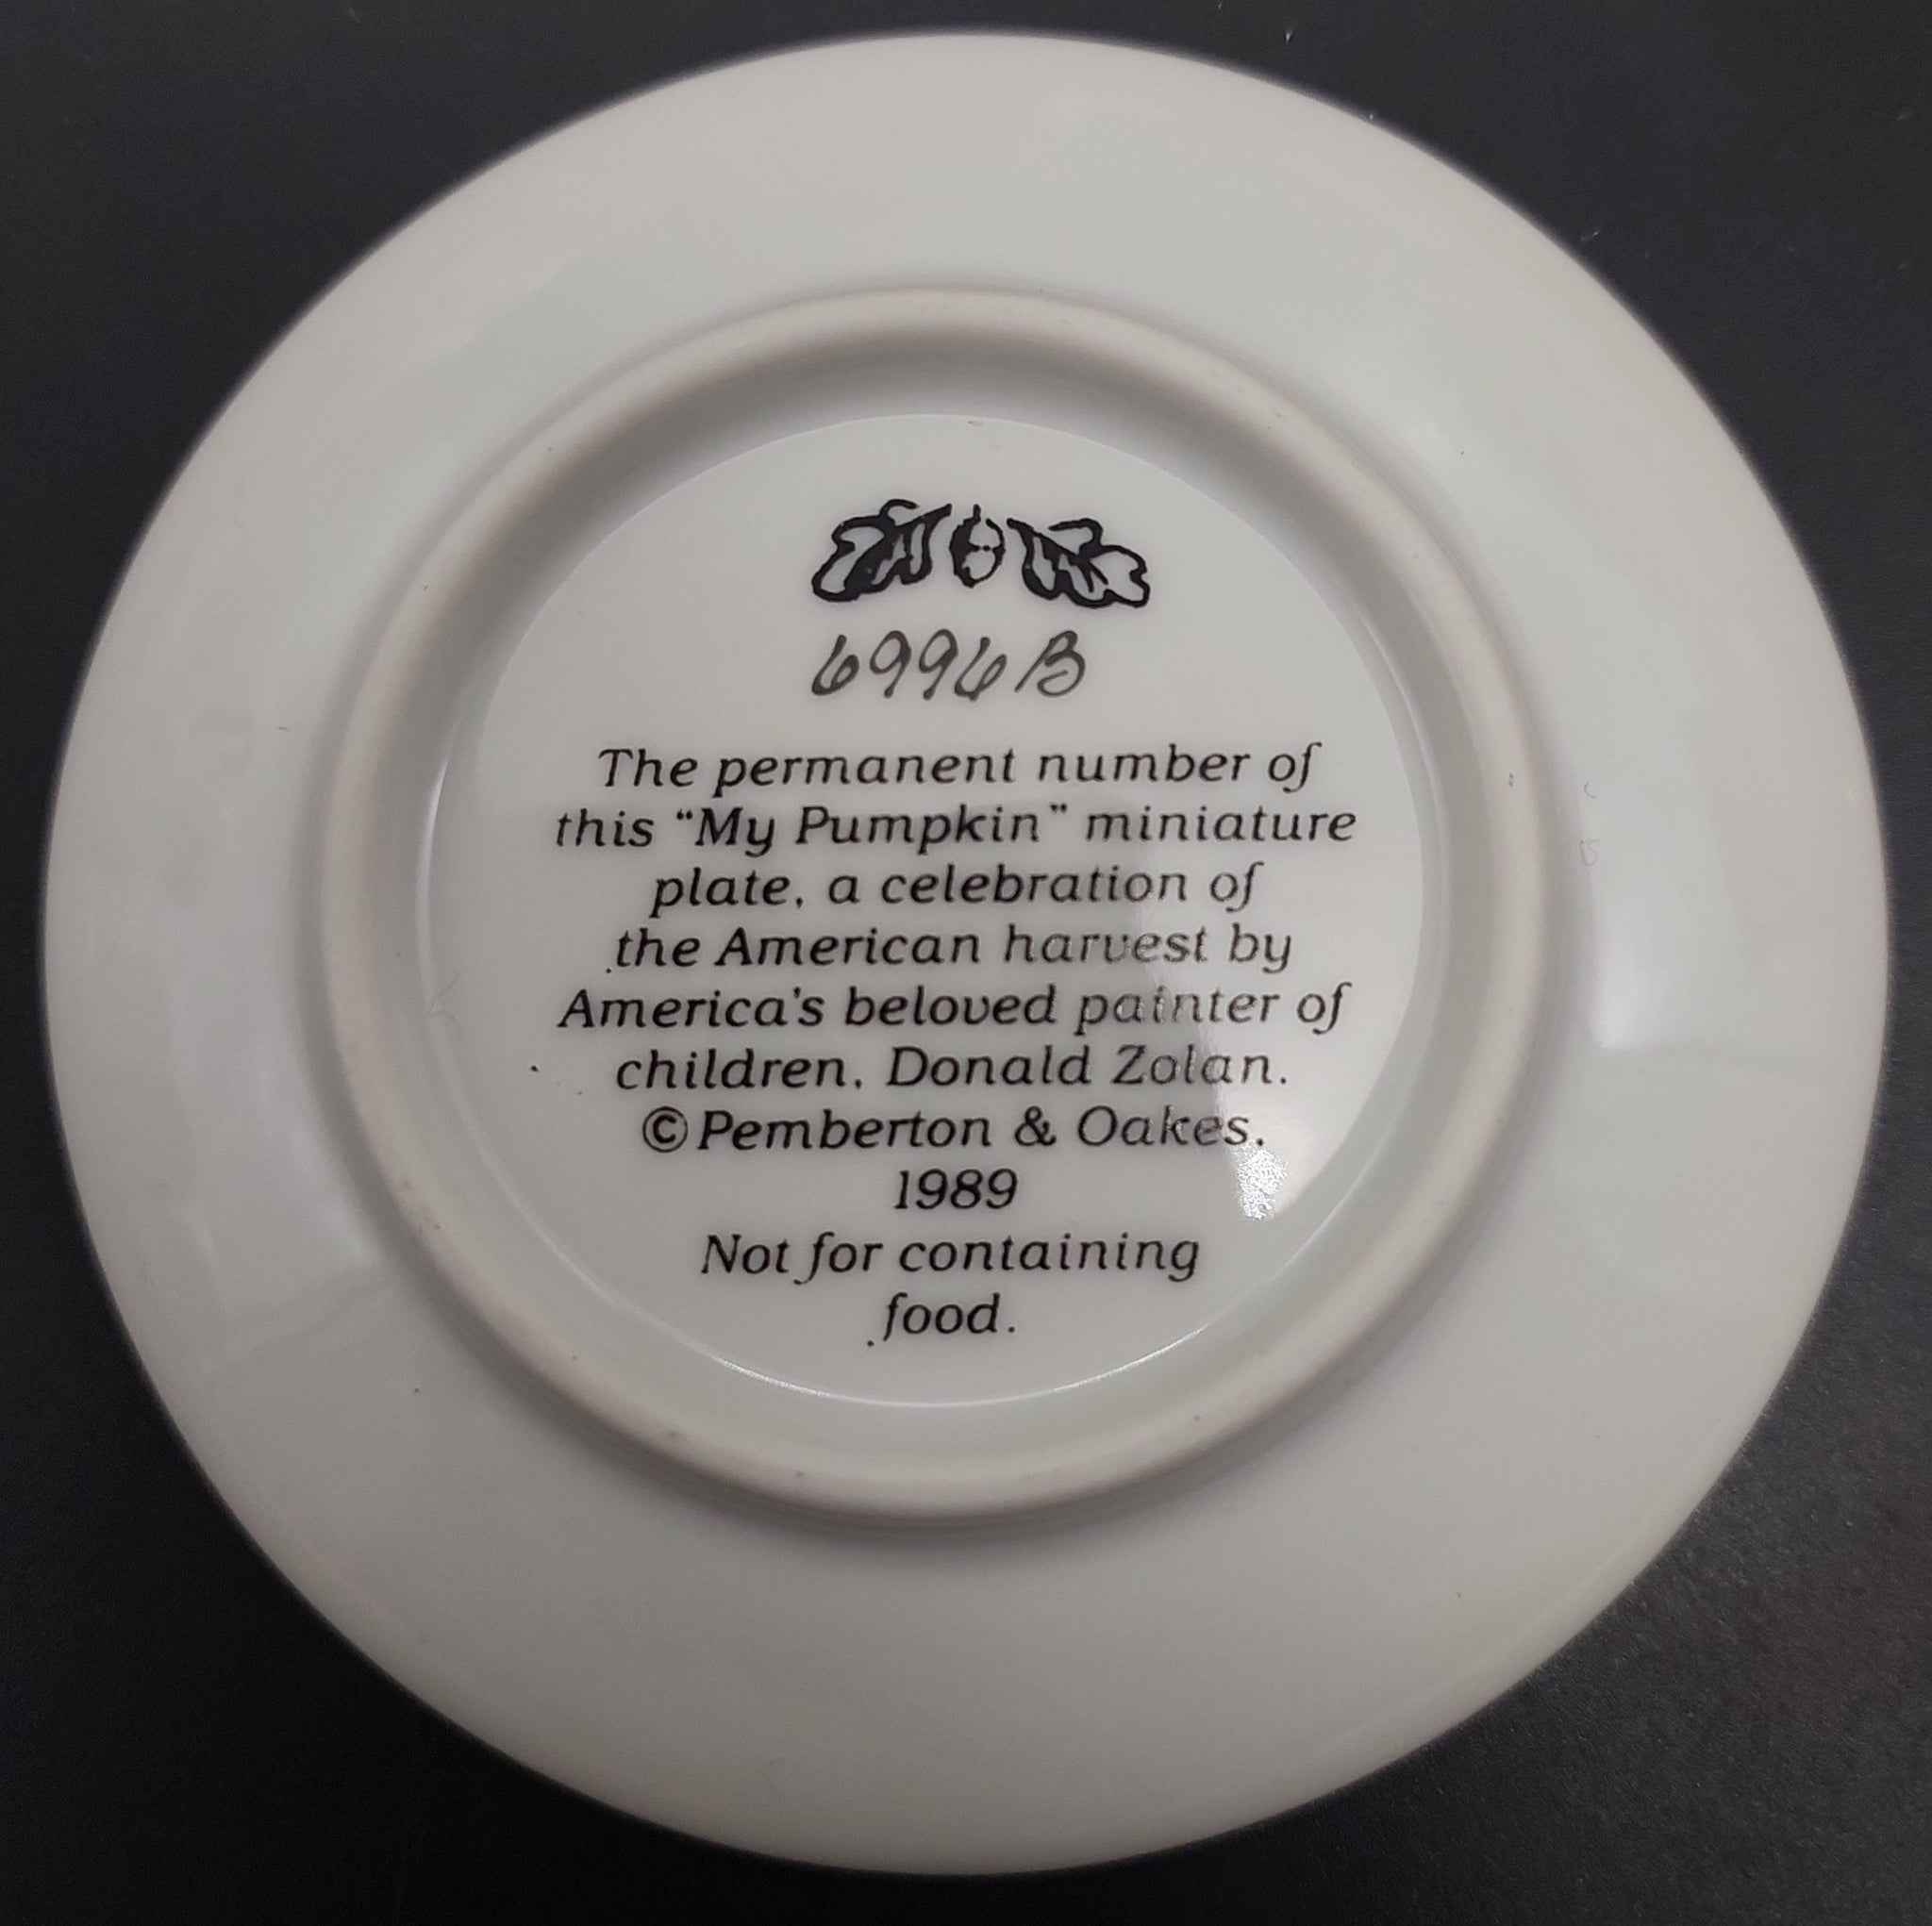 6996B
The permanent number of
this “My Pumpkin” miniature
plate, a celebration of
the American harvest by
America's beloved painter of
children, Donald Zolan.
©Pemberton & Oakes,
1989
Not for containing
food.